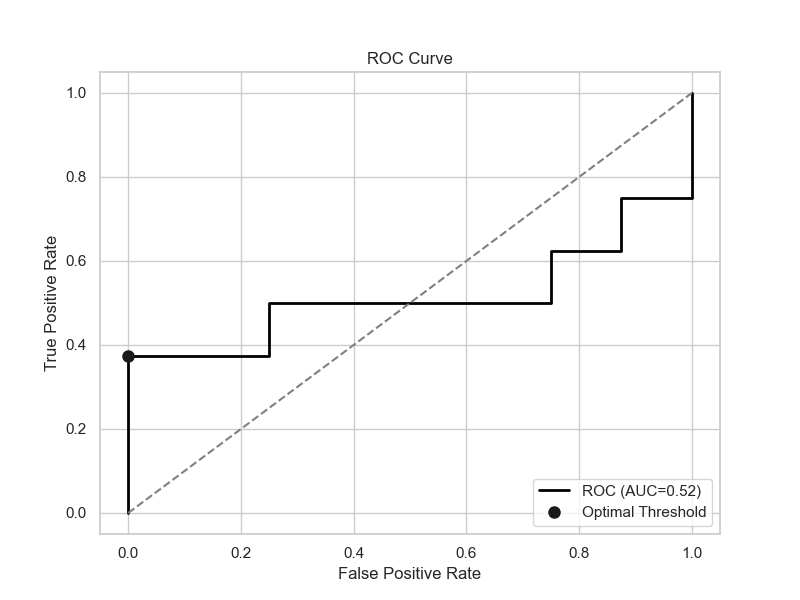 ROC Curve
True Positive Rate
1.0
0.8
0.6
0.4
0.2
0.0
0.0 0.2 0.4 0.6 0.8 1.0
False Positive Rate
ROC (AUC=0.52)
Optimal Threshold